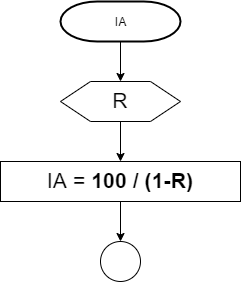 IA
R
IA = 100 / (1-R)